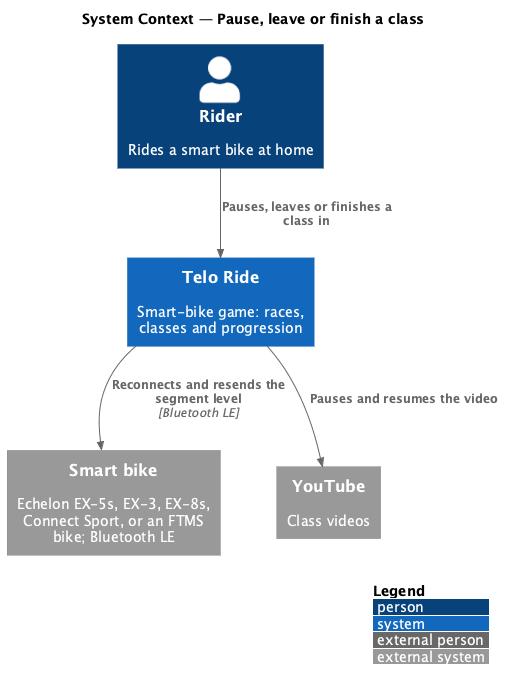 System Context — Pause, leave or finish a class
Rider
Rides a smart bike at home
Pauses, leaves or finishes a
class in
Telo Ride
Smart-bike game: races,
classes and progression
Reconnects and resends the
segment level
[Bluetooth LE]
Pauses and resumes the video
Smart bike
Echelon EX-5s, EX-3, EX-8s,
Connect Sport, or an FTMS
bike; Bluetooth LE
YouTube
Class videos
Legend
person
system
external person
external system